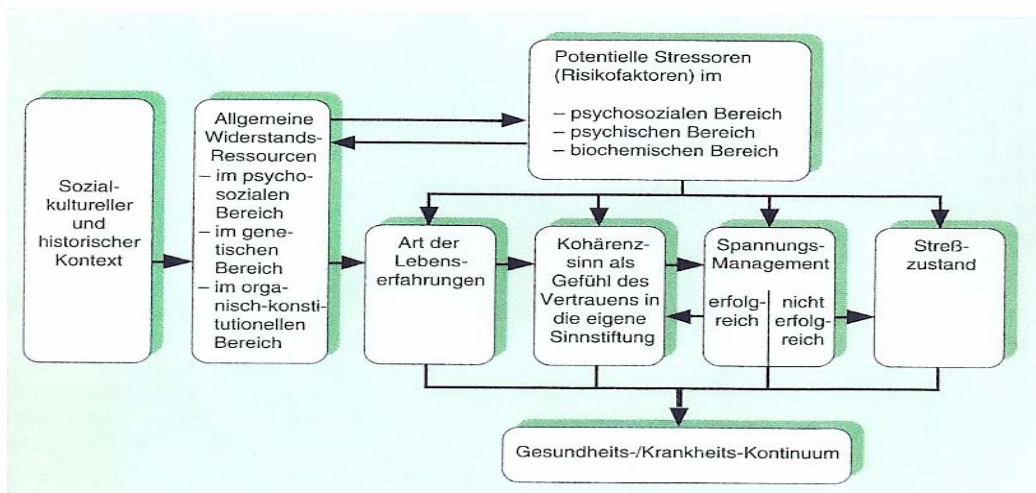 Potentielle Stressoren
(Risikofaktoren) im
– psychosozialen Bereich
– psychischen Bereich
– biochemischen Bereich
Sozial-
kultureller
und
historischer
Kontext
Allgemeine
Widerstands-
Ressourcen
– im psycho-
sozialen
Bereich
– im gene-
tischen
Bereich
– im orga-
nisch-konsti-
tutionellen
Bereich
Art der
Lebens-
erfahrungen
Kohärenz-
sinn als
Gefühl des
Vertrauens in
die eigene
Sinnstiftung
Spannungs-
Management
erfolg-
reich
nicht
erfolg-
reich
Streß-
zustand
Gesundheits-/Krankheits-Kontinuum